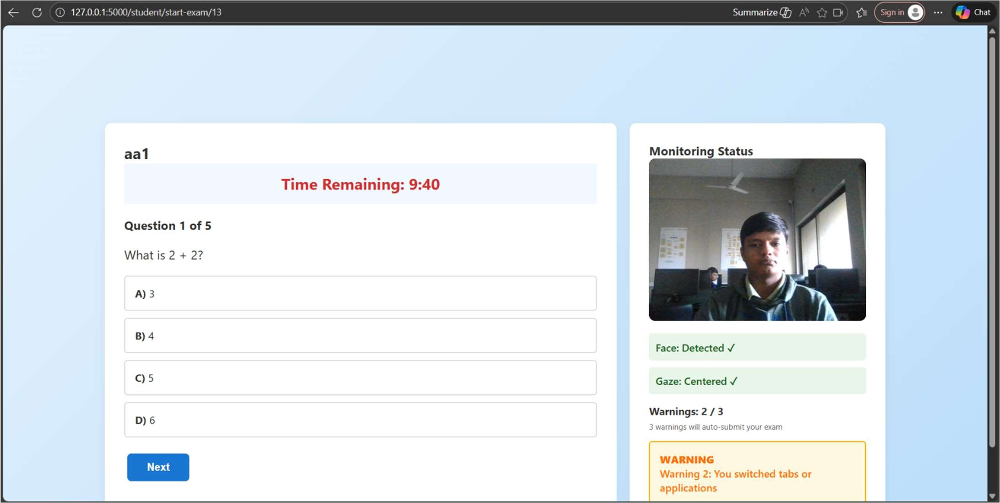 127.0.0.1:5000/student/start-exam/13
Summarize
Sign in
Chat
aa1
Time Remaining: 9:40
Question 1 of 5
What is 2 + 2?
A) 3
B) 4
C) 5
D) 6
Next
Monitoring Status
Face: Detected ✓
Gaze: Centered ✓
Warnings: 2 / 3
3 warnings will auto-submit your exam
WARNING
Warning 2: You switched tabs or
applications